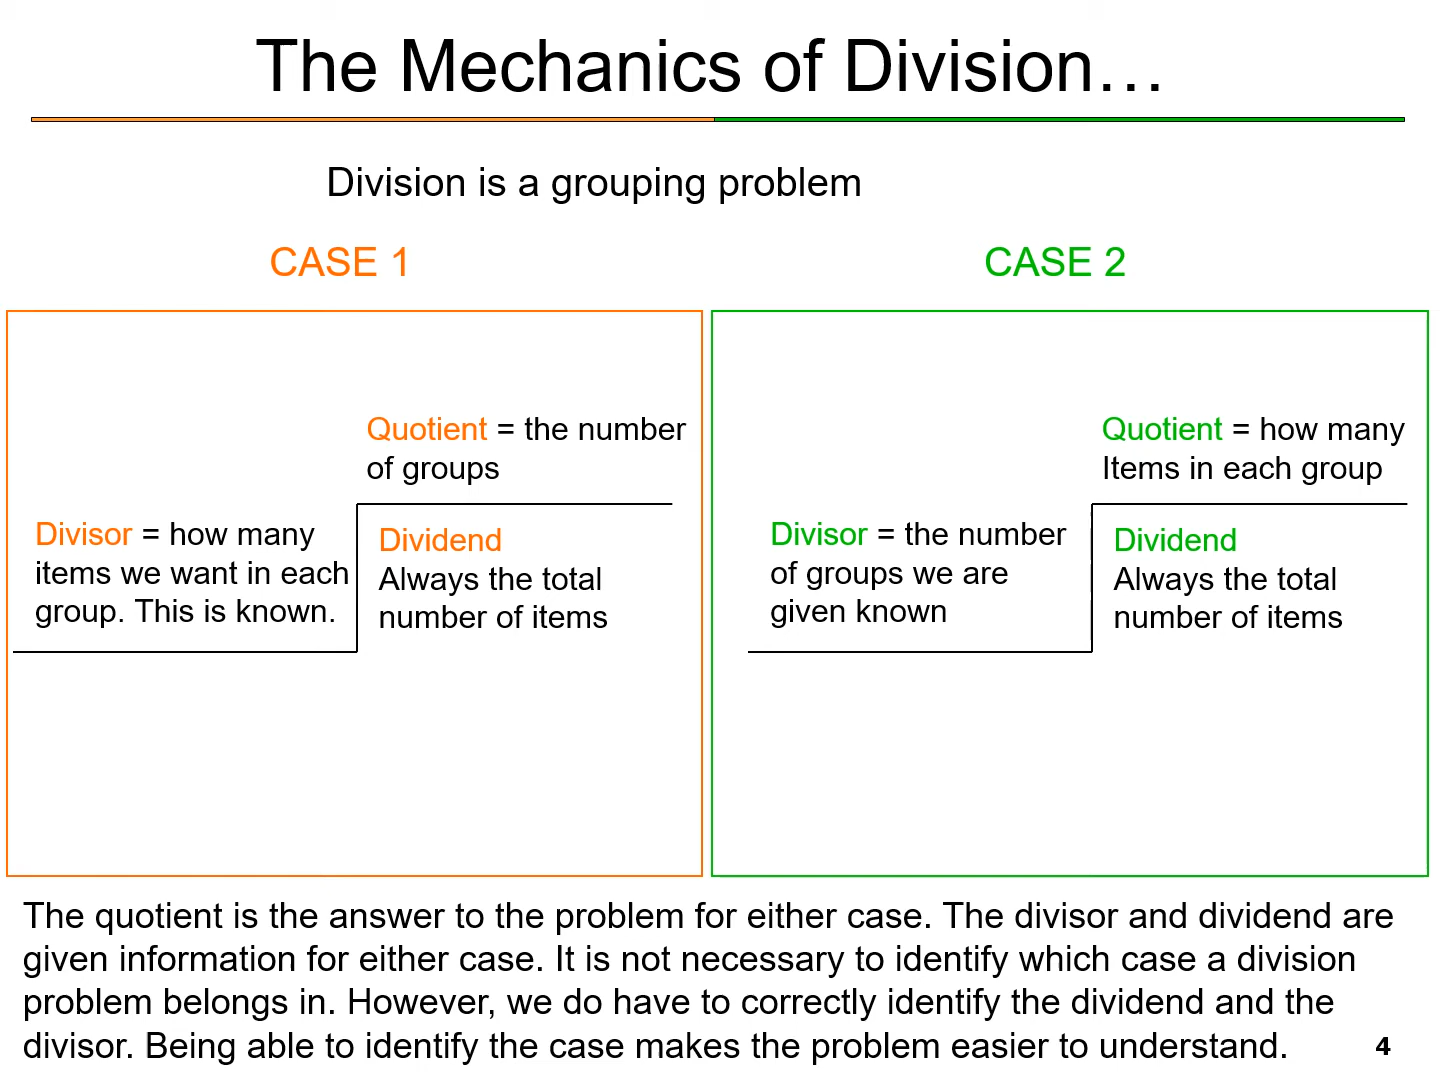 The Mechanics of Division…
Division is a grouping problem
CASE 1
Quotient = the number
of groups
Divisor = how many
items we want in each
group. This is known.
Dividend
Always the total
number of items
CASE 2
Quotient = how many
Items in each group
Divisor = the number
of groups we are
given known
Dividend
Always the total
number of items
The quotient is the answer to the problem for either case. The divisor and dividend are
given information for either case. It is not necessary to identify which case a division
problem belongs in. However, we do have to correctly identify the dividend and the
divisor. Being able to identify the case makes the problem easier to understand.
4